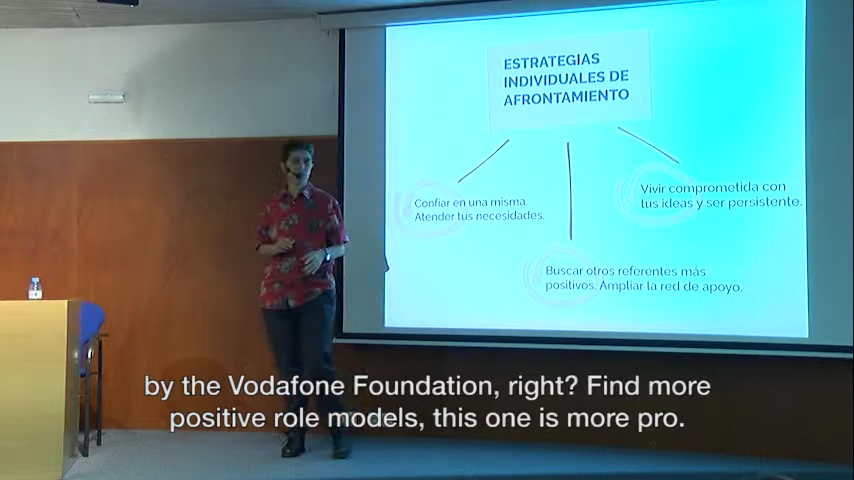 ESTRATEGIAS
INDIVIDUALES DE
AFRONTAMIENTO
Confiar en una misma.
Atender tus necesidades.
Vivir comprometida con
tus ideas y ser persistente.
Buscar otros referentes más
positivos. Ampliar la red de apoyo.
by the Vodafone Foundation, right? Find more
positive role models, this one is more pro.